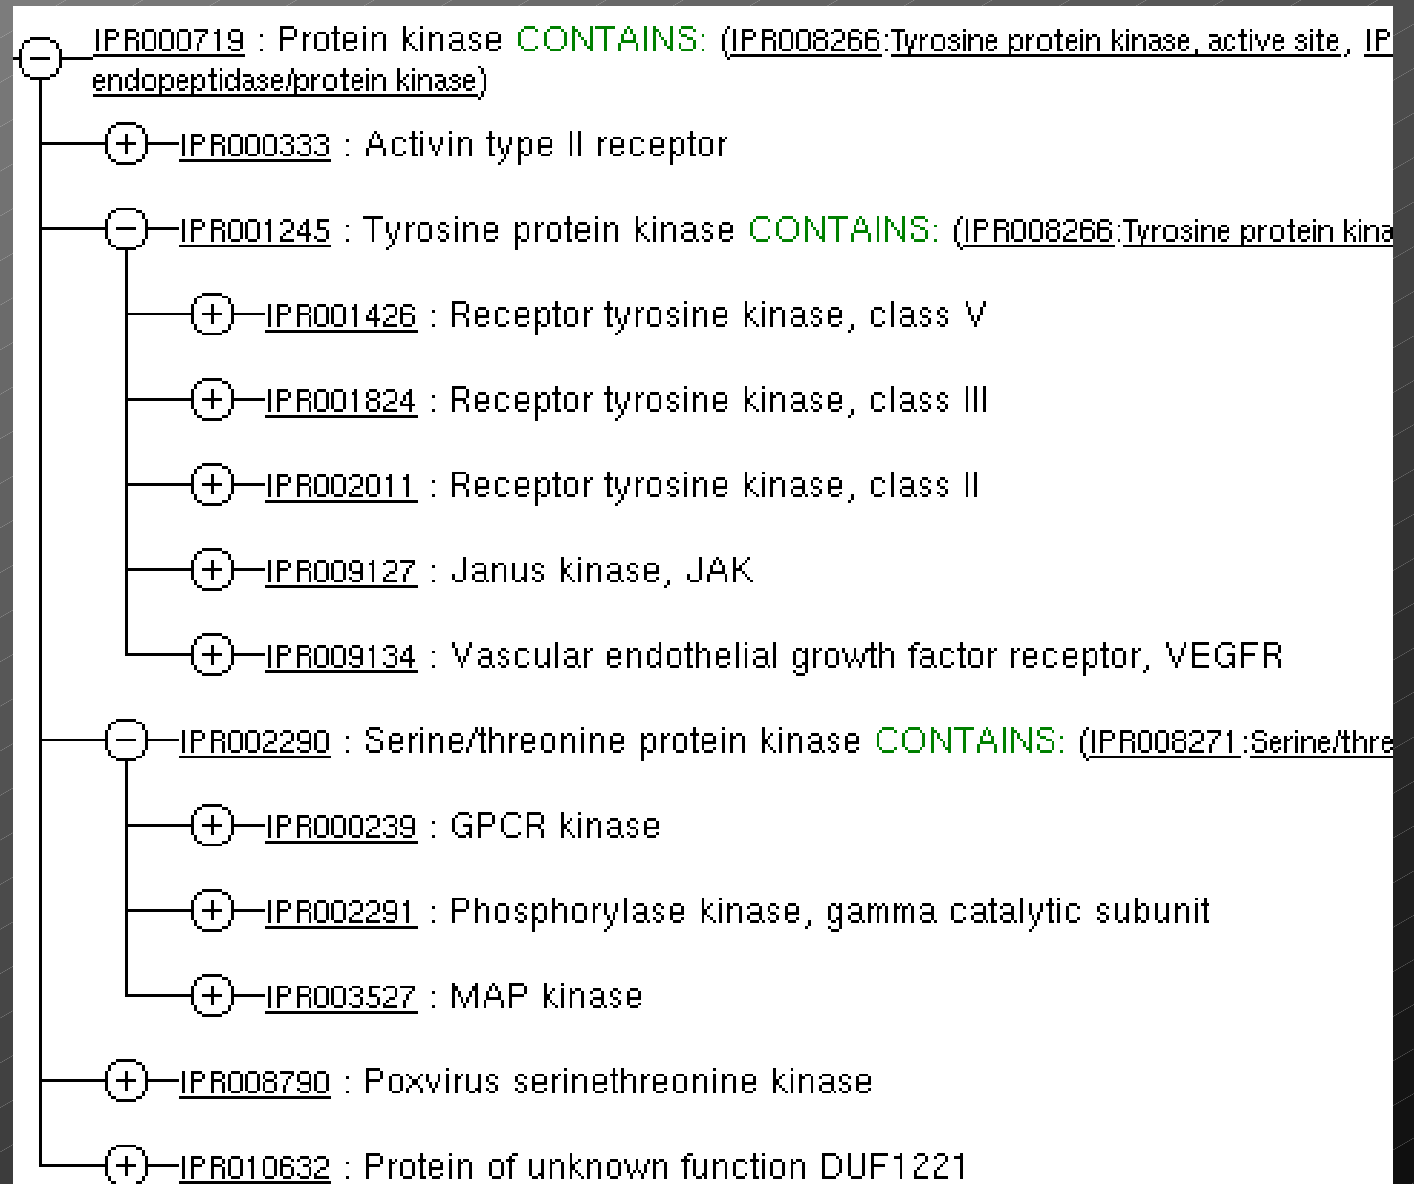 IPR000719 : Protein kinase CONTAINS: (IPR008266:Tyrosine protein kinase, active site, IP
endopeptidase/protein kinase)
IPR000333 : Activin type II receptor
IPR001245 : Tyrosine protein kinase CONTAINS: (IPR008266:Tyrosine protein kina
IPR001426 : Receptor tyrosine kinase, class V
IPR001824 : Receptor tyrosine kinase, class III
IPR002011 : Receptor tyrosine kinase, class II
IPR009127 : Janus kinase, JAK
IPR009134 : Vascular endothelial growth factor receptor, VEGFR
IPR002290 : Serine/threonine protein kinase CONTAINS: (IPR008271:Serine/thre
IPR000239 : GPCR kinase
IPR002291 : Phosphorylase kinase, gamma catalytic subunit
IPR003527 : MAP kinase
IPR008790 : Poxvirus serinethreonine kinase
IPR010632 : Protein of unknown function DUF1221